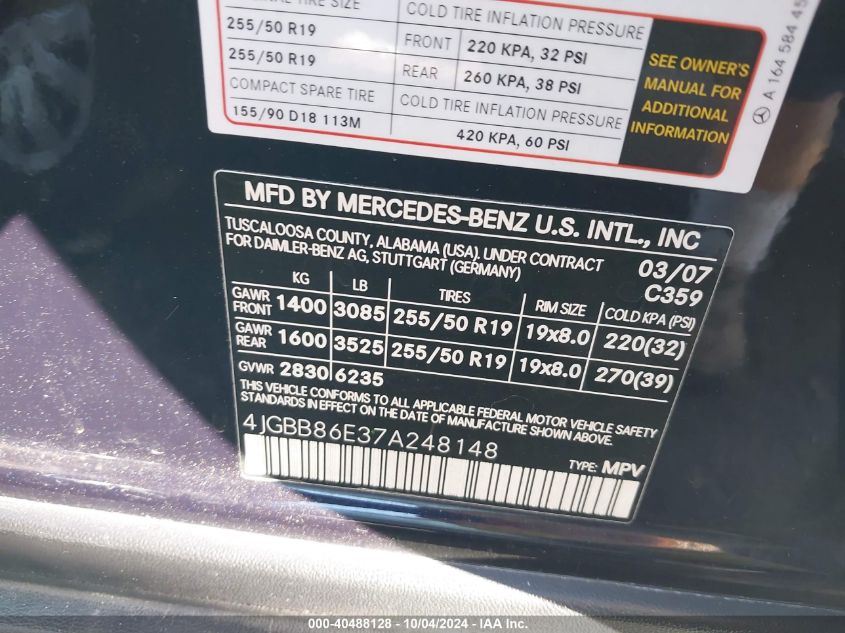 TIRE SIZE
COLD TIRE INFLATION PRESSURE
255/50 R19
FRONT
220 KPA, 32 PSI
255/50 R19
REAR
260 KPA, 38 PSI
COMPACT SPARE TIRE
COLD TIRE INFLATION PRESSURE
155/90 D18 113M
420 KPA, 60 PSI
SEE OWNER'S
MANUAL FOR
ADDITIONAL
INFORMATION
A 164 584 45
MFD BY MERCEDES-BENZ U.S. INTL., INC
TUSCALOOSA COUNTY, ALABAMA (USA), UNDER CONTRACT
FOR DAIMLER-BENZ AG, STUTTGART (GERMANY)
03/07
C359
KG LB TIRES RIM SIZE COLD KPA (PSI)
GAWR FRONT 1400 3085 255/50 R19 19x8.0 220(32)
GAWR REAR 1600 3525 255/50 R19 19x8.0 270(39)
GVWR 2830 6235
THIS VEHICLE CONFORMS TO ALL APPLICABLE FEDERAL MOTOR VEHICLE SAFETY
STANDARDS IN EFFECT ON THE DATE OF MANUFACTURE SHOWN ABOVE.
4JGBB86E37A248148
TYPE: MPV
000-40488128 - 10/04/2024 - IAA Inc.